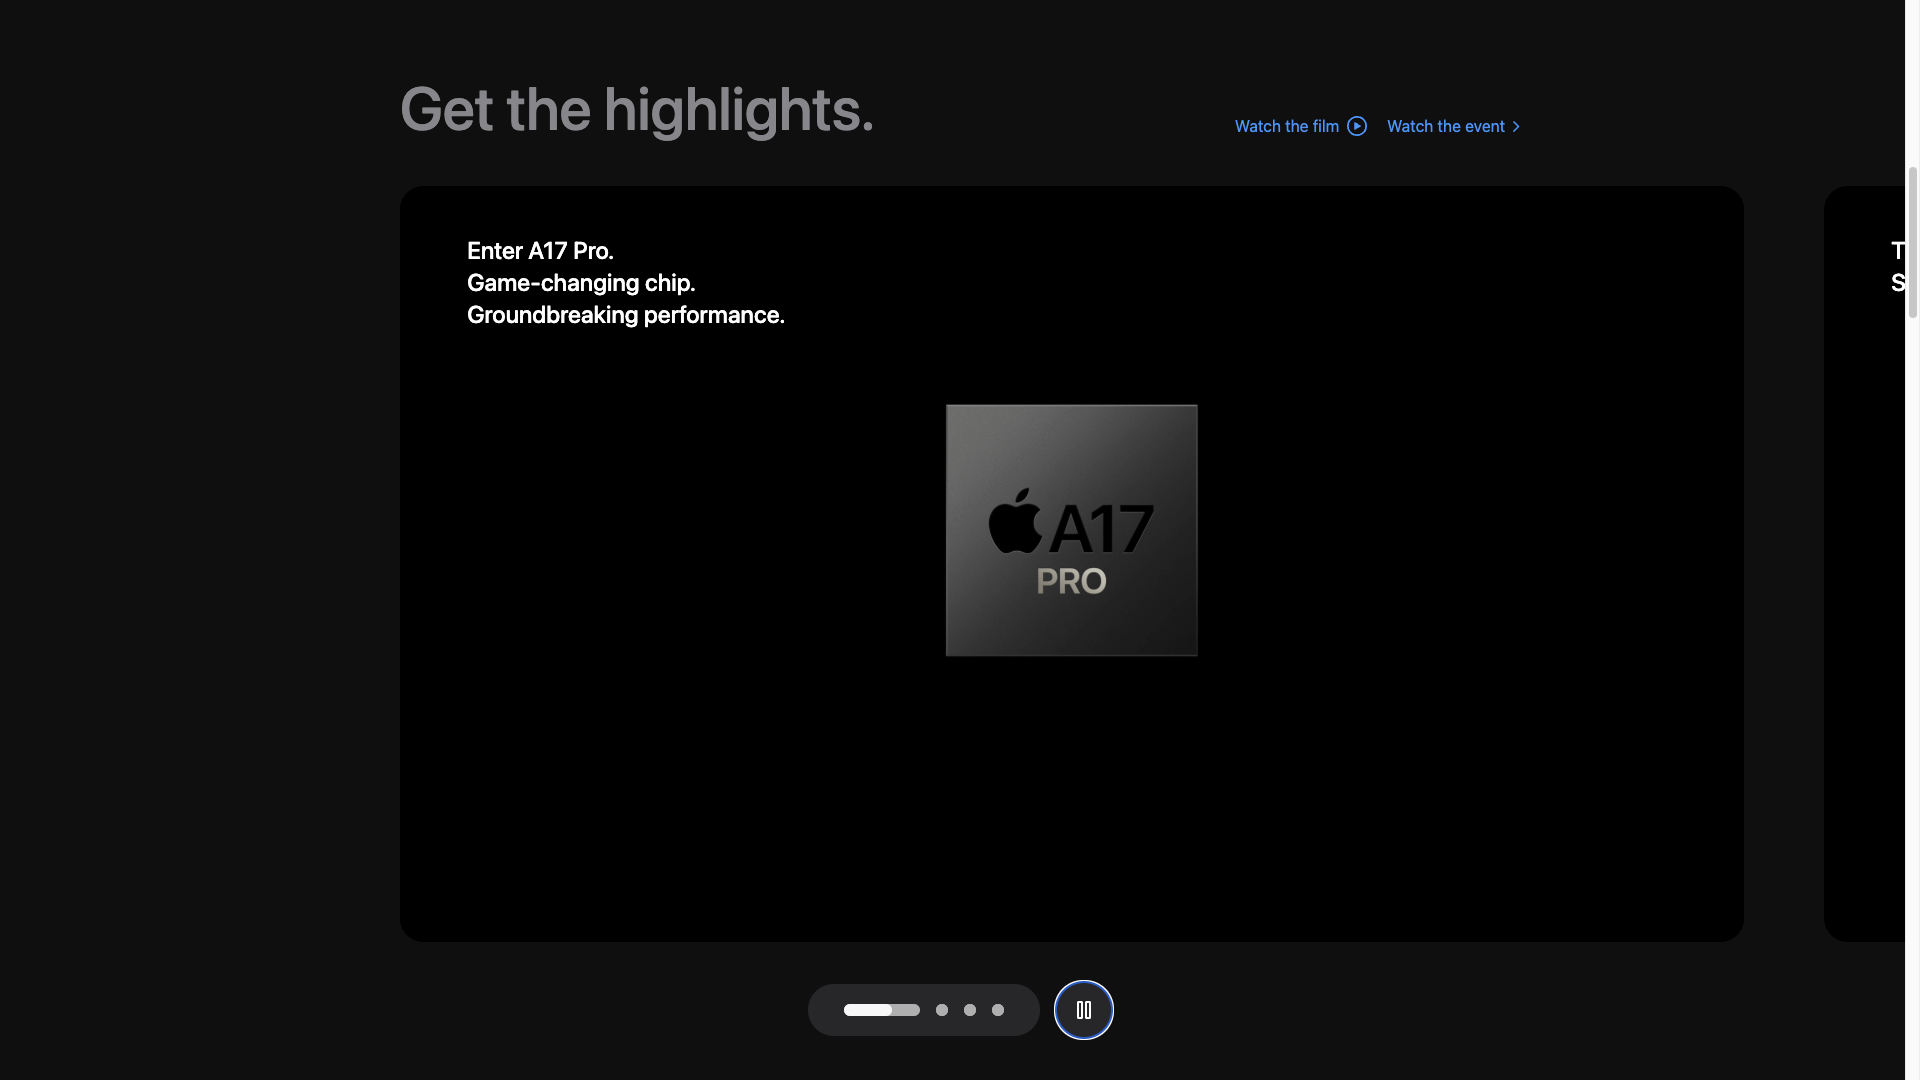 Get the highlights.
Watch the film
Watch the event
Enter A17 Pro.
Game-changing chip.
Groundbreaking performance.
T
S
A17
PRO